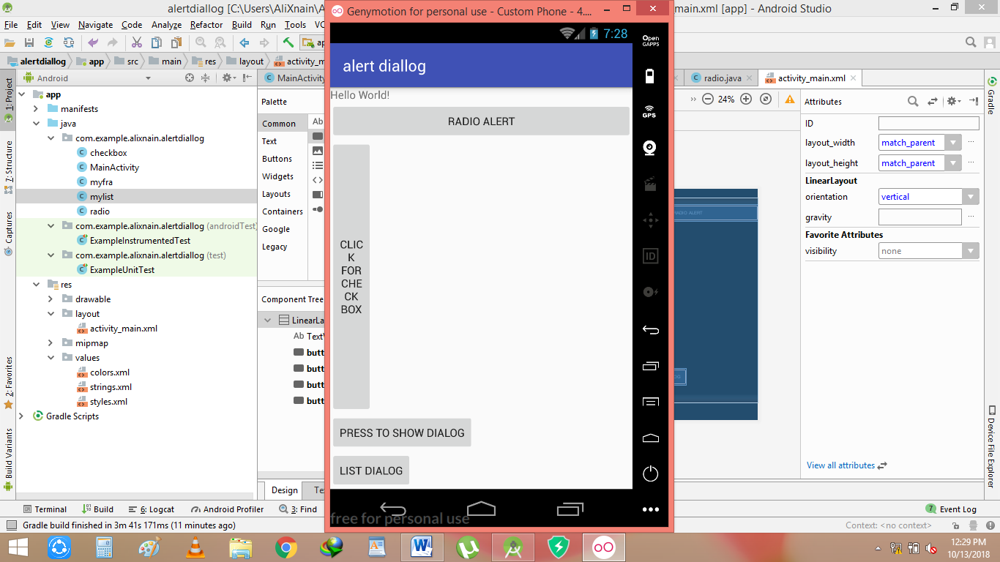 alertdiallog [C:\Users\AliXnain\A
Genymotion for personal use - Custom Phone - 4....
main.xml [app] - Android Studio
File Edit View Navigate Code Analyze Refactor Build Run Tools VC
alertdiallog app src main res layout activity_m
Android
MainActivity
radio.java
activity_main.xml
1: Project
7: Structure
Captures
2: Favorites
Build Variants
app
manifests
java
com.example.alixnain.alertdiallog
checkbox
MainActivity
myfra
mylist
radio
com.example.alixnain.alertdiallog (androidTest)
ExampleInstrumentedTest
com.example.alixnain.alertdiallog (test)
ExampleUnitTest
res
drawable
layout
activity_main.xml
mipmap
values
colors.xml
strings.xml
styles.xml
Gradle Scripts
Palette
Common
Text
Buttons
Widgets
Layouts
Containers
Google
Legacy
Ab
Component Tree
LinearLa
Ab Text
butt
butt
butt
butt
Design
Te
7:28
alert diallog
Hello World!
RADIO ALERT
CLIC
K
FOR
CHE
CK
BOX
PRESS TO SHOW DIALOG
LIST DIALOG
free for personal use
Open
GAPPS
GPS
ID
24%
RADIO ALERT
Attributes
ID
layout_width match_parent
layout_height match_parent
LinearLayout
orientation vertical
gravity
Favorite Attributes
visibility none
View all attributes
Gradle
Device File Explorer
Terminal Build 6: Logcat Android Profiler 3: Find
7 Event Log
Gradle build finished in 3m 41s 171ms (11 minutes ago)
Context: <no context>
12:29 PM
10/13/2018